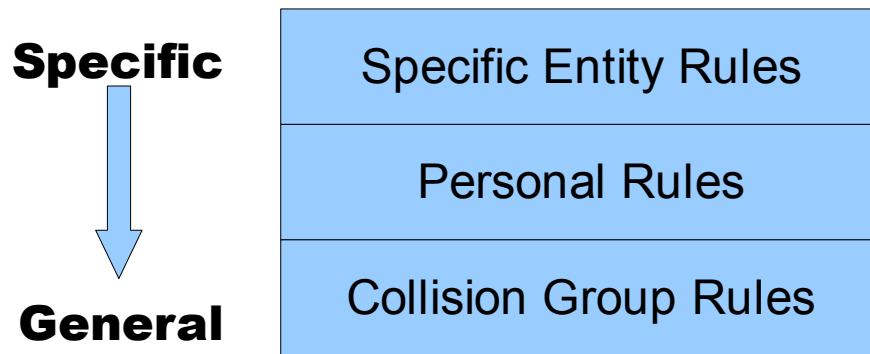 Specific
Specific Entity Rules
Personal Rules
Collision Group Rules
General